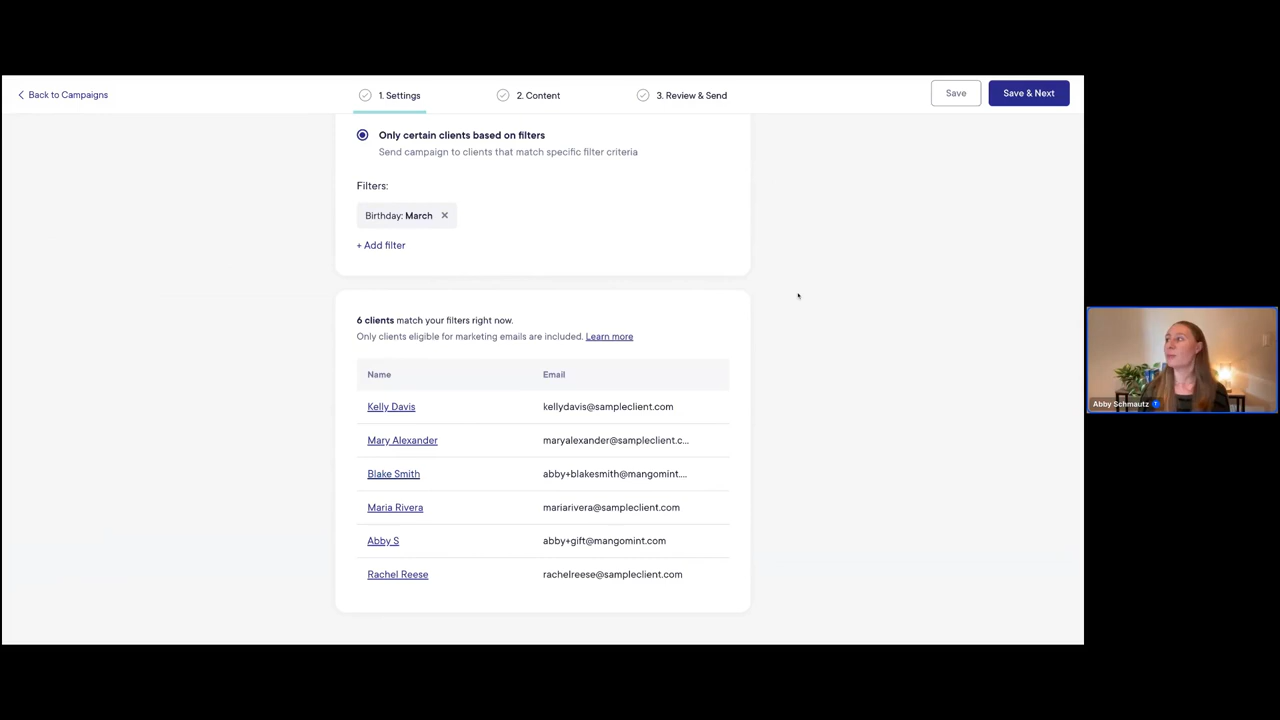 Back to Campaigns
1. Settings
2. Content
3. Review & Send
Save
Save & Next
Only certain clients based on filters
Send campaign to clients that match specific filter criteria
Filters:
Birthday: March ×
+ Add filter
6 clients match your filters right now.
Only clients eligible for marketing emails are included. Learn more
Name Email
Kelly Davis kellydavis@sampleclient.com
Mary Alexander maryalexander@sampleclient.c...
Blake Smith abby+blakesmith@mangomint....
Maria Rivera mariarivera@sampleclient.com
Abby S abby+gift@mangomint.com
Rachel Reese rachelreese@sampleclient.com
Abby Schmautz